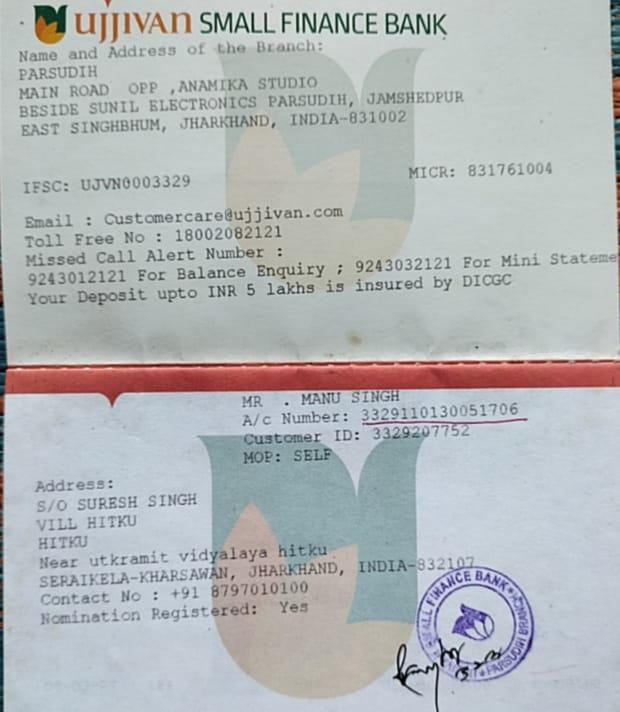 ujjivan SMALL FINANCE BANK
Name and Address of the Branch:
PARSUDIH
MAIN ROAD OPP ,ANAMIKA STUDIO
BESIDE SUNIL ELECTRONICS PARSUDIH, JAMSHEDPUR
EAST SINGHBHUM, JHARKHAND, INDIA-831002
IFSC: UJVN0003329 MICR: 831761004
Email : Customercare@ujjivan.com
Toll Free No : 18002082121
Missed Call Alert Number :
9243012121 For Balance Enquiry ; 9243032121 For Mini Stateme
Your Deposit upto INR 5 lakhs is insured by DICGC
MR . MANU SINGH
A/c Number: 3329110130051706
Customer ID: 3329207752
MOP: SELF
Address:
S/O SURESH SINGH
VILL HITKU
HITKU
Near utkramit vidyalaya hitku
SERAIKELA-KHARSAWAN, JHARKHAND, INDIA-832107
Contact No : +91 8797010100
Nomination Registered: Yes
SMALL FINANCE BANK
PARSUDIH BRANCH